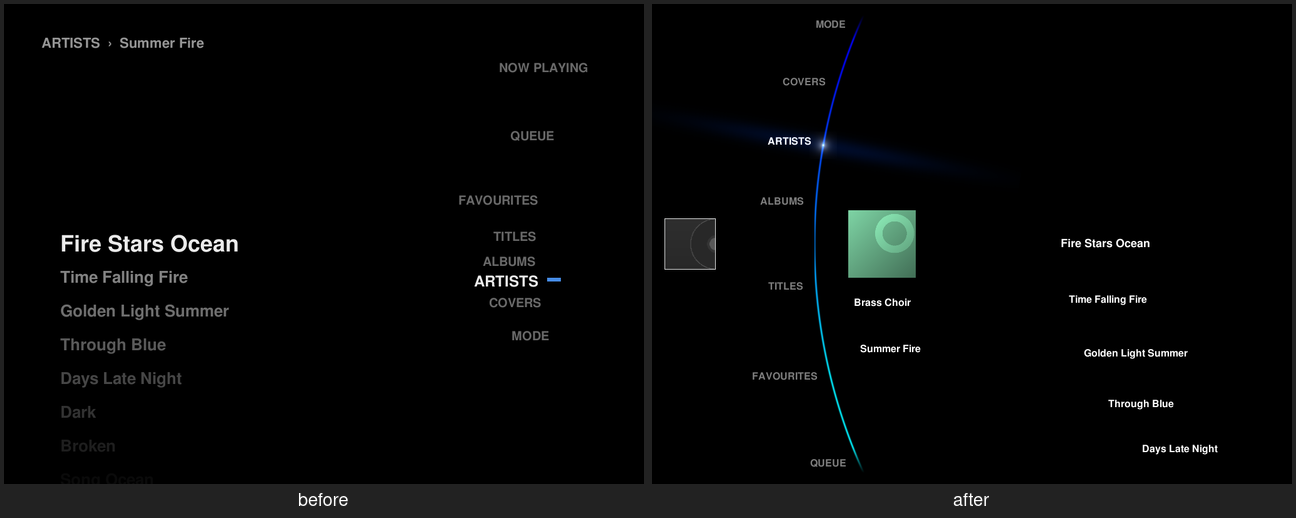 ARTISTS › Summer Fire
NOW PLAYING
QUEUE
FAVOURITES
TITLES
ALBUMS
ARTISTS
COVERS
MODE
Fire Stars Ocean
Time Falling Fire
Golden Light Summer
Through Blue
Days Late Night
Dark
Broken
Song Ocean
before
MODE
COVERS
ARTISTS
ALBUMS
TITLES
FAVOURITES
QUEUE
Brass Choir
Summer Fire
Fire Stars Ocean
Time Falling Fire
Golden Light Summer
Through Blue
Days Late Night
after